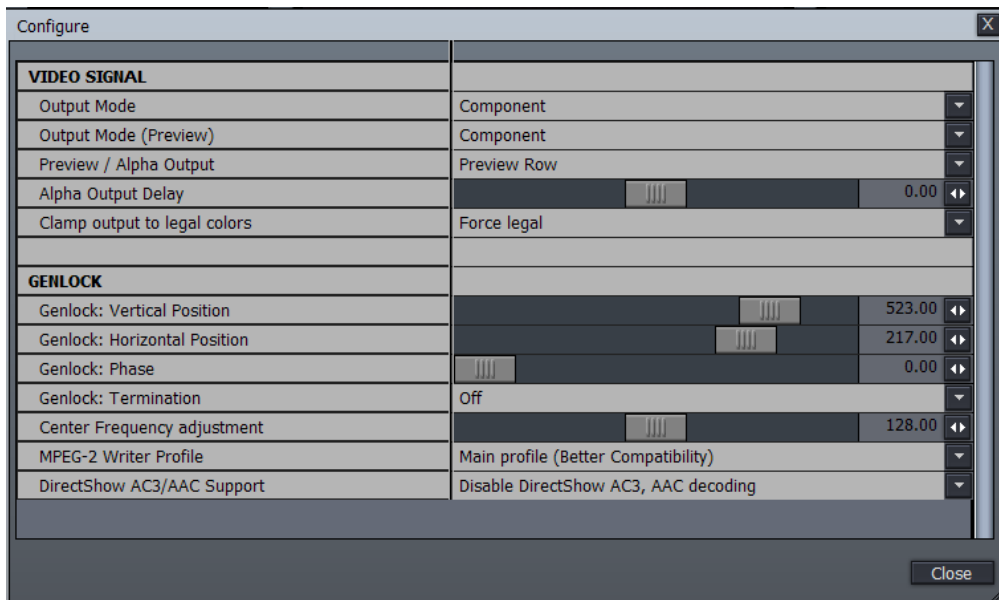 Configure
X
VIDEO SIGNAL
Output Mode Component
Output Mode (Preview) Component
Preview / Alpha Output Preview Row
Alpha Output Delay 0.00
Clamp output to legal colors Force legal
GENLOCK
Genlock: Vertical Position 523.00
Genlock: Horizontal Position 217.00
Genlock: Phase 0.00
Genlock: Termination Off
Center Frequency adjustment 128.00
MPEG-2 Writer Profile Main profile (Better Compatibility)
DirectShow AC3/AAC Support Disable DirectShow AC3, AAC decoding
Close